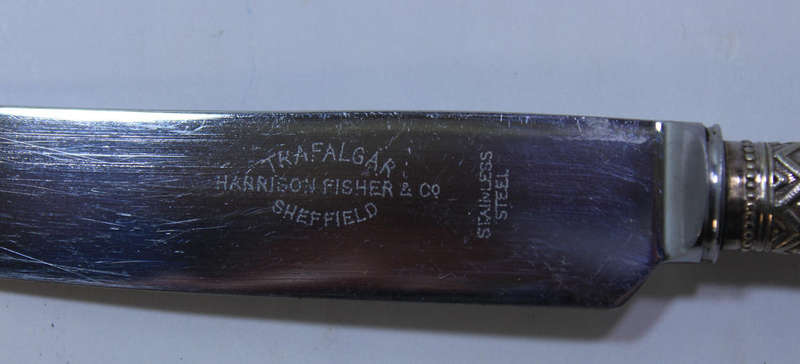 TRAFALGAR
HARRISON FISHER & Co
SHEFFIELD
STAINLESS
STEEL